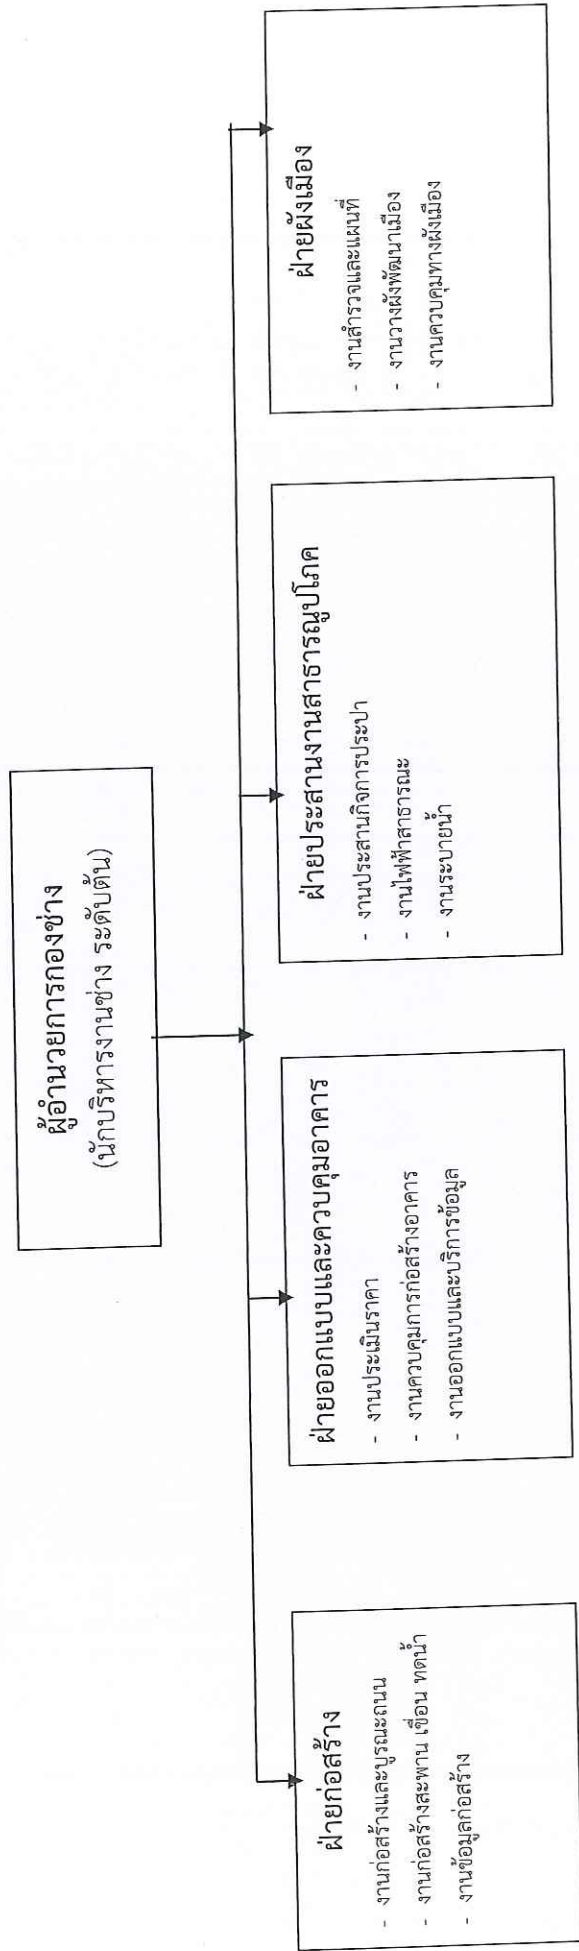 ผู้อำนวยการกองช่าง
(นักบริหารงานช่าง ระดับต้น)
ฝ่ายก่อสร้าง
- งานก่อสร้างและบูรณะถนน
- งานก่อสร้างสะพาน เขื่อน ทดน้ำ
- งานข้อมูลก่อสร้าง
ฝ่ายออกแบบและควบคุมอาคาร
- งานประเมินราคา
- งานควบคุมการก่อสร้างอาคาร
- งานออกแบบและบริการข้อมูล
ฝ่ายประสานงานสาธารณูปโภค
- งานประสานกิจการประปา
- งานไฟฟ้าสาธารณะ
- งานระบายน้ำ
ฝ่ายผังเมือง
- งานสำรวจและแผนที่
- งานวางผังพัฒนาเมือง
- งานควบคุมทางผังเมือง